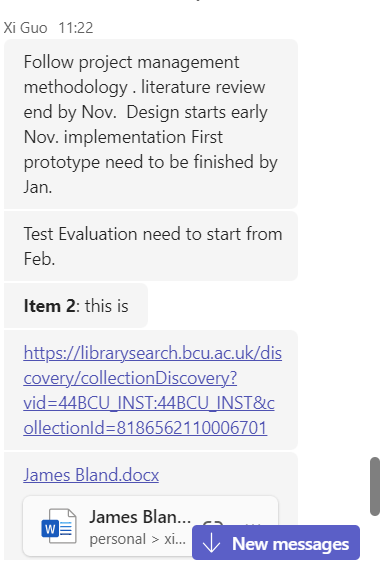 Xi Guo 11:22
Follow project management
methodology . literature review
end by Nov.  Design starts early
Nov. implementation First
prototype need to be finished by
Jan.
Test Evaluation need to start from
Feb.
Item 2: this is
https://librarysearch.bcu.ac.uk/dis
covery/collectionDiscovery?
vid=44BCU_INST:44BCU_INST&c
ollectionId=8186562110006701
James Bland.docx
W
James Blan...
personal > xi...
New messages